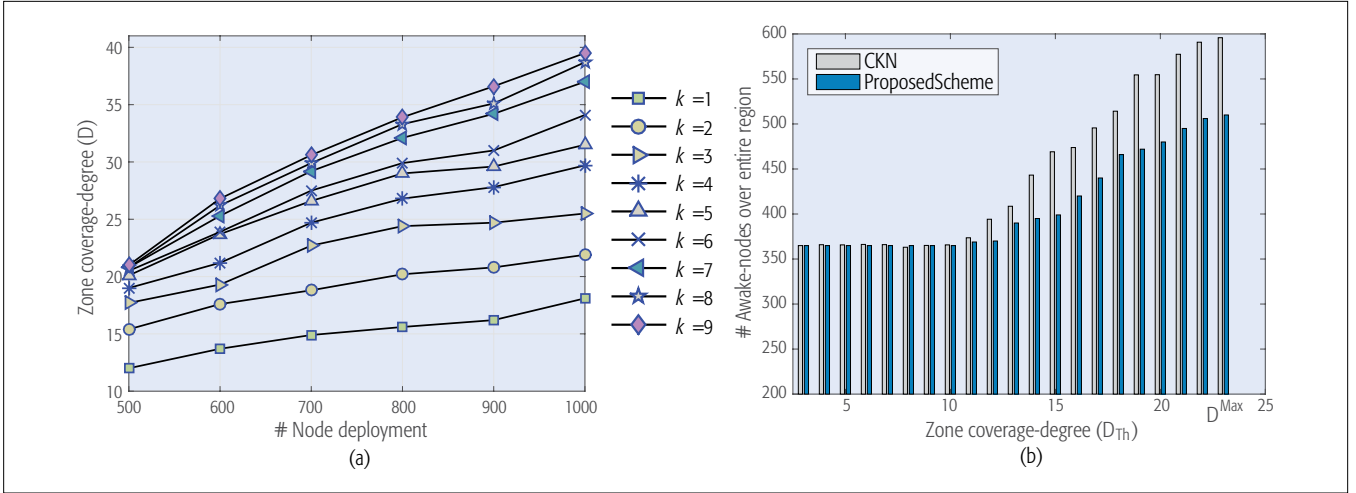 40
35
30
25
20
15
10
Zone coverage-degree (D)
500 600 700 800 900 1000
# Node deployment
(a)
k =1
k =2
k =3
k =4
k =5
k =6
k =7
k =8
k =9
600
550
500
450
400
350
300
250
200
# Awake-nodes over entire region
CKN
ProposedScheme
5 10 15 20 25
D^Max
Zone coverage-degree (D_Th)
(b)